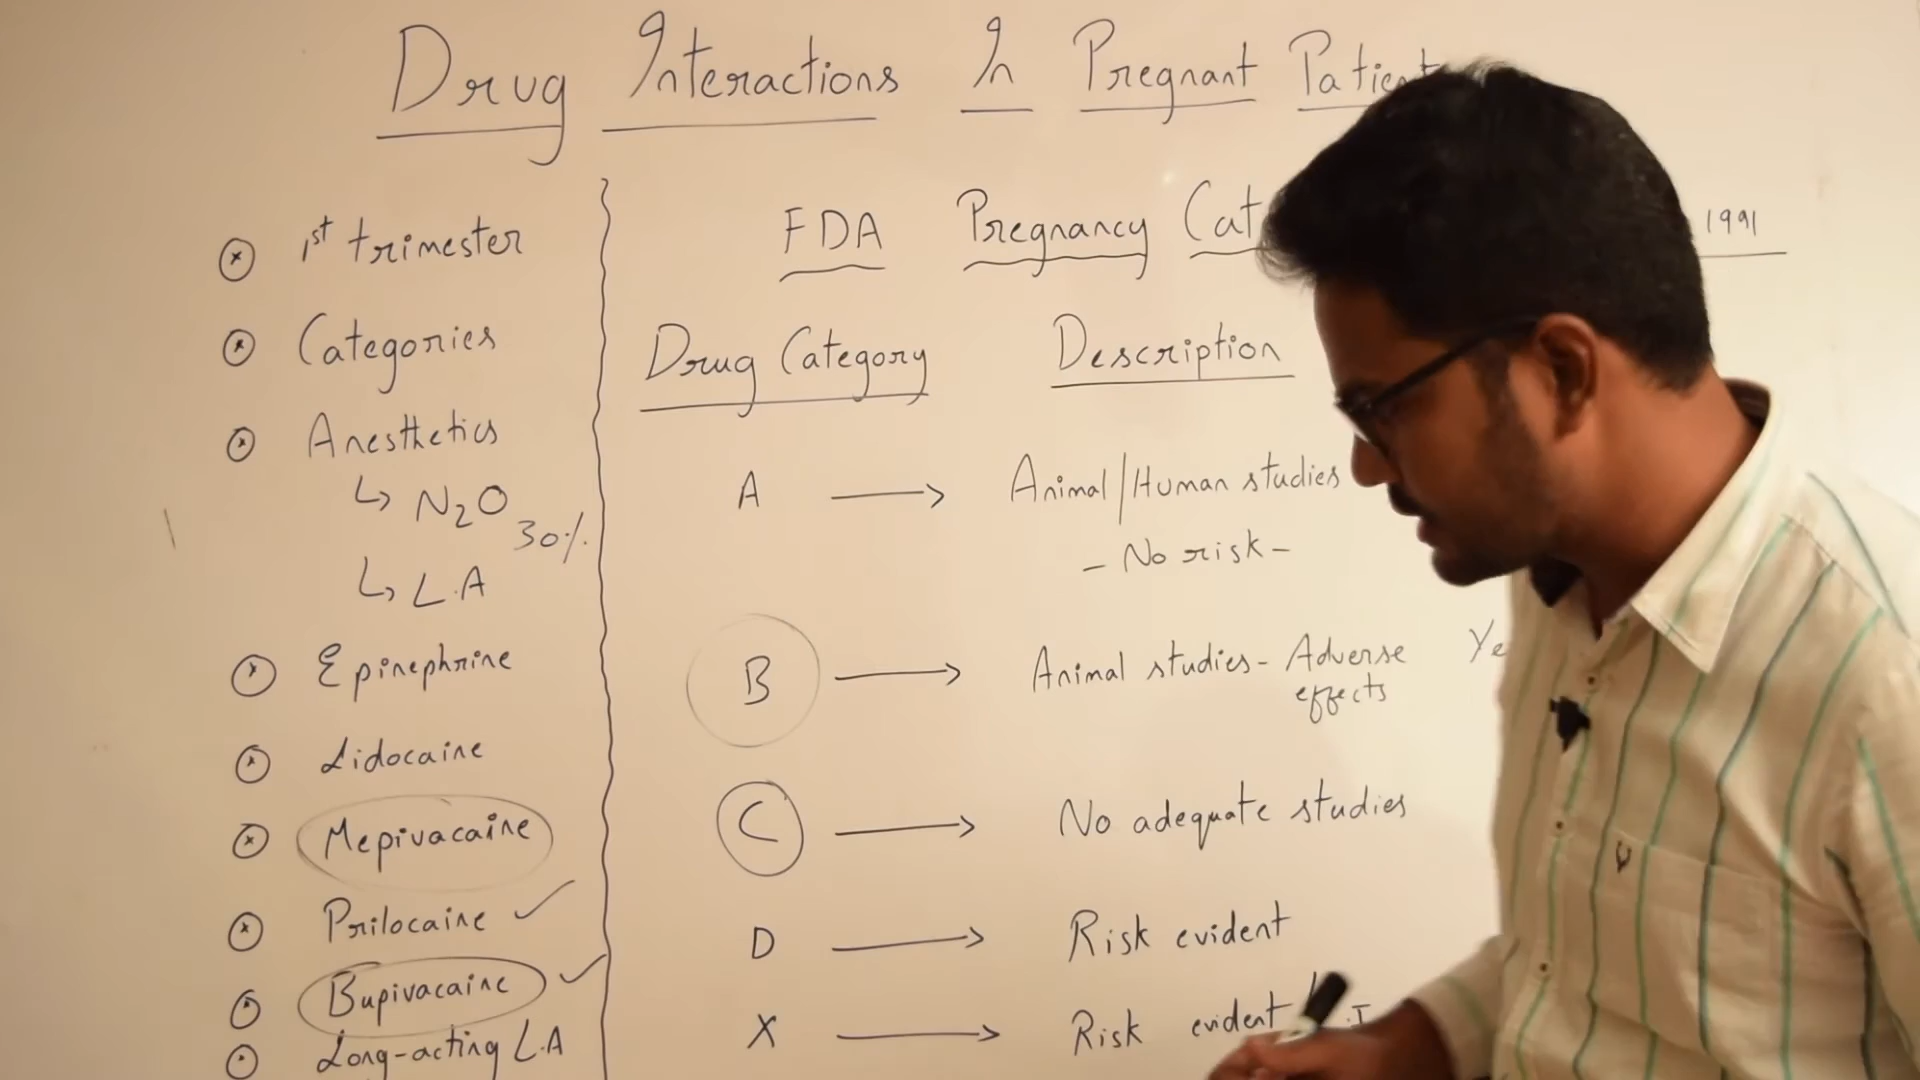 Drug Interactions In Pregnant
1st trimester
Categories
Anesthetics
↳ N2O 30%
↳ L.A
Epinephrine
Lidocaine
Mepivacaine
Prilocaine ✓
Bupivacaine ✓
Long-acting L.A
FDA Pregnancy 1991
Drug Category Description
A → Animal/Human studies
- No risk -
B → Animal studies - Adverse
effects
C → No adequate studies
D → Risk evident
X → Risk evident